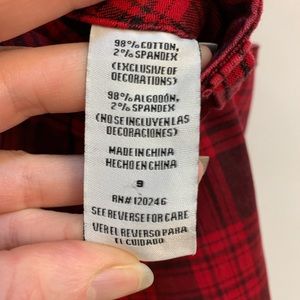 98% COTTON,
2% SPANDEX
(EXCLUSIVE OF
DECORATIONS)
98% ALGODÓN,
2% SPANDEX
(NO SE INCLUYEN LAS
DECORACIONES)
MADE IN CHINA
HECHO EN CHINA
9
RN# 120246
SEE REVERSE FOR CARE
VER EL REVERSO PARA
EL CUIDADO